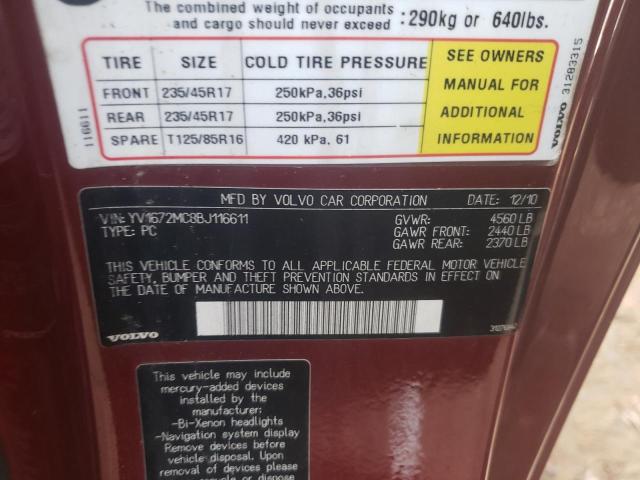 The combined weight of occupants
and cargo should never exceed :290kg or 640lbs.
TIRE SIZE COLD TIRE PRESSURE
FRONT 235/45R17 250kPa,36psi
REAR 235/45R17 250kPa,36psi
SPARE T125/85R16 420 kPa. 61
SEE OWNERS
MANUAL FOR
ADDITIONAL
INFORMATION
116611
VOLVO 31283315
MFD BY VOLVO CAR CORPORATION DATE: 12/10
VIN: YV1672MC8BJ116611
TYPE: PC
GVWR: 4560 LB
GAWR FRONT: 2440 LB
GAWR REAR: 2370 LB
THIS VEHICLE CONFORMS TO ALL APPLICABLE FEDERAL MOTOR VEHICLE
SAFETY, BUMPER AND THEFT PREVENTION STANDARDS IN EFFECT ON
THE DATE OF MANUFACTURE SHOWN ABOVE.
VOLVO
This vehicle may include
mercury-added devices
installed by the
manufacturer:
-Bi-Xenon headlights
-Navigation system display
Remove devices before
vehicle disposal. Upon
removal of devices please
recycle or dispose